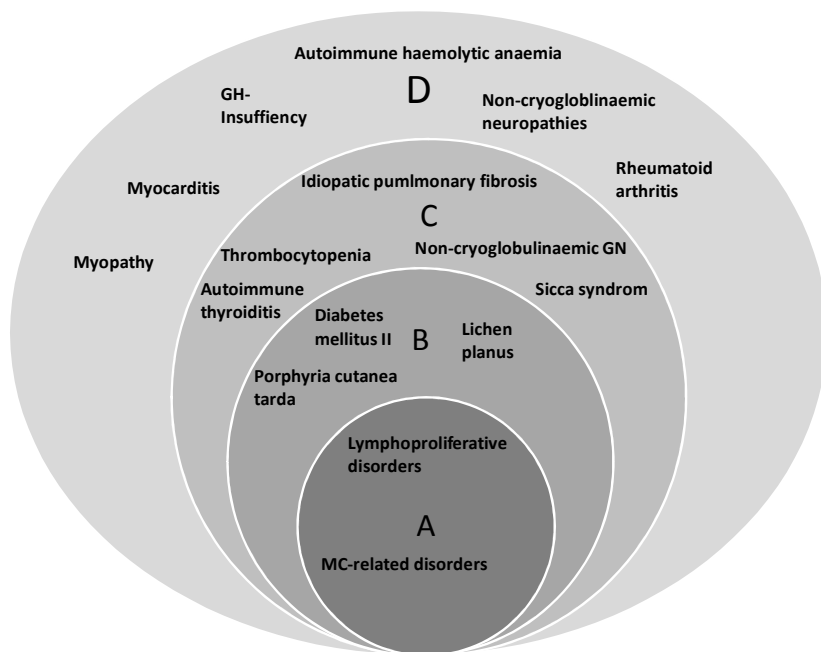 Autoimmune haemolytic anaemia
D
GH-
Insuffiency
Non-cryogloblinaemic
neuropathies
Rheumatoid
arthritis
Myocarditis
Myopathy
Idiopatic pumlmonary fibrosis
C
Thrombocytopenia
Non-cryoglobulinaemic GN
Autoimmune
thyroiditis
Sicca syndrom
Diabetes
mellitus II
B
Lichen
planus
Porphyria cutanea
tarda
Lymphoproliferative
disorders
A
MC-related disorders